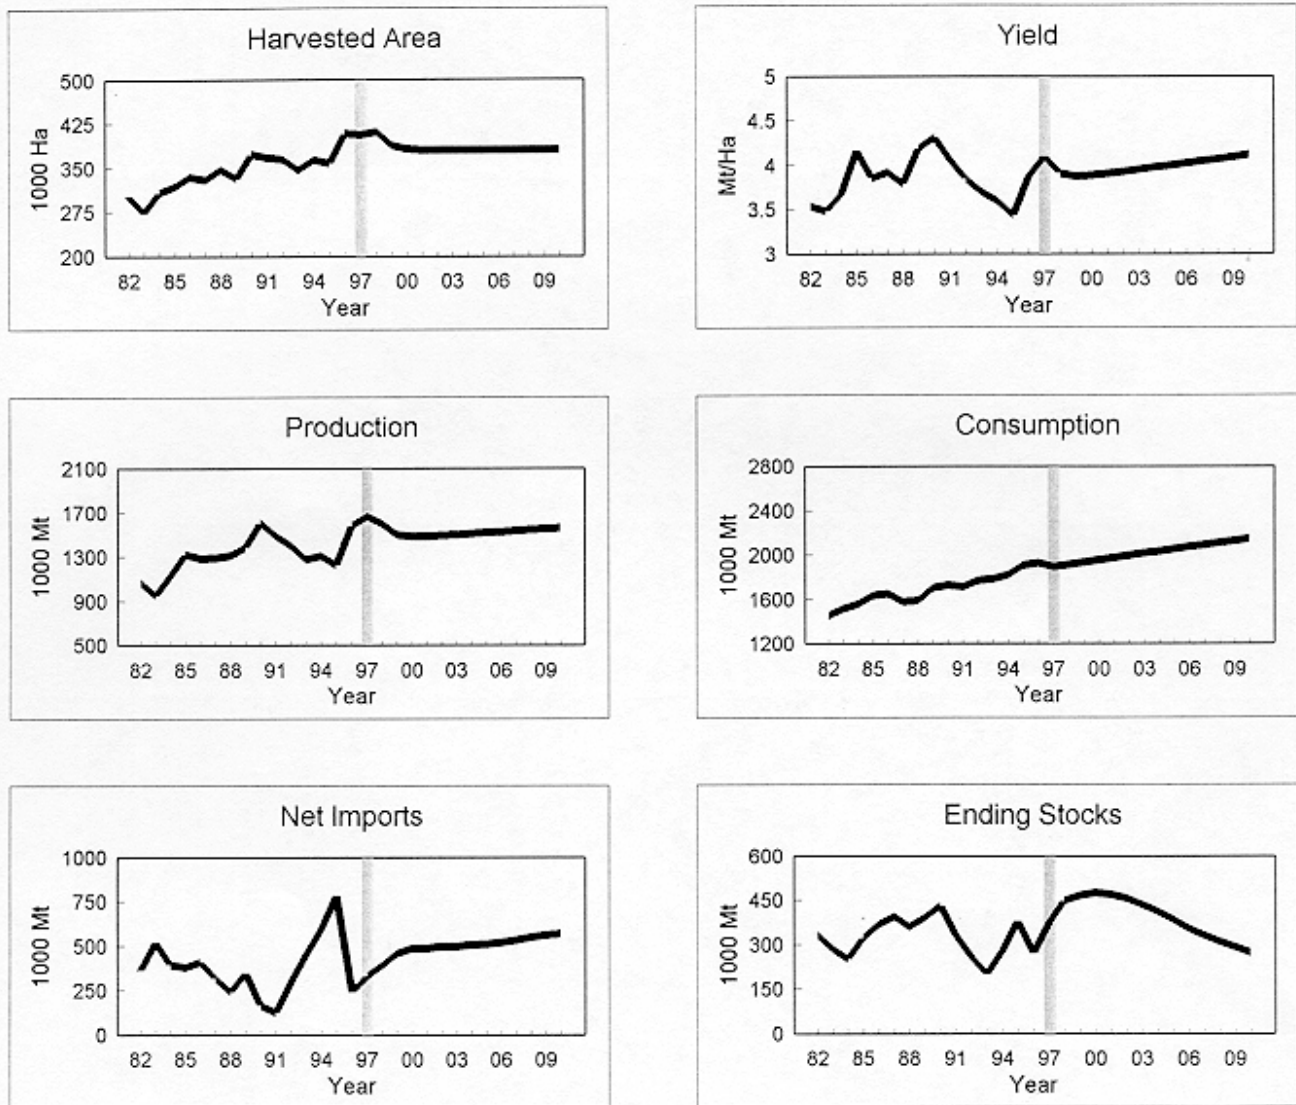 Harvested Area
500
425
350
275
200
1000 Ha
82 85 88 91 94 97 00 03 06 09
Year
Yield
5
4.5
4
3.5
3
Mt/Ha
82 85 88 91 94 97 00 03 06 09
Year
Production
2100
1700
1300
900
500
1000 Mt
82 85 88 91 94 97 00 03 06 09
Year
Consumption
2800
2400
2000
1600
1200
1000 Mt
82 85 88 91 94 97 00 03 06 09
Year
Net Imports
1000
750
500
250
0
1000 Mt
82 85 88 91 94 97 00 03 06 09
Year
Ending Stocks
600
450
300
150
0
1000 Mt
82 85 88 91 94 97 00 03 06 09
Year